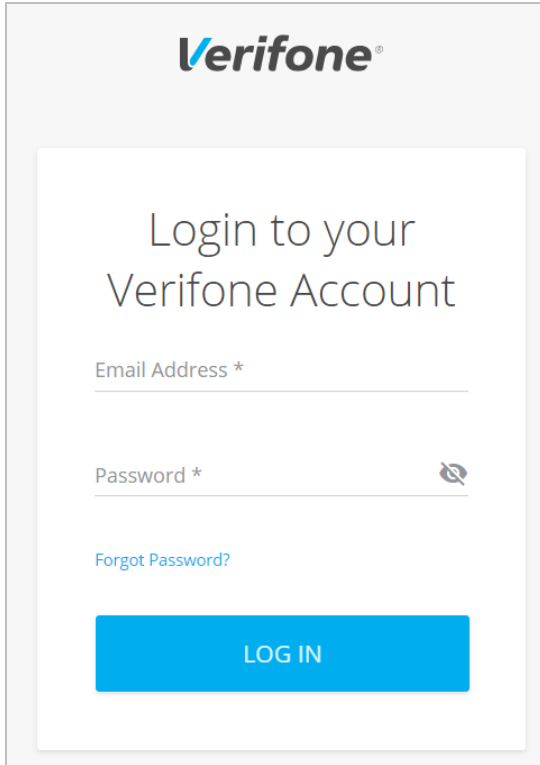 Verifone®
Login to your
Verifone Account
Email Address *
Password *
Forgot Password?
LOG IN